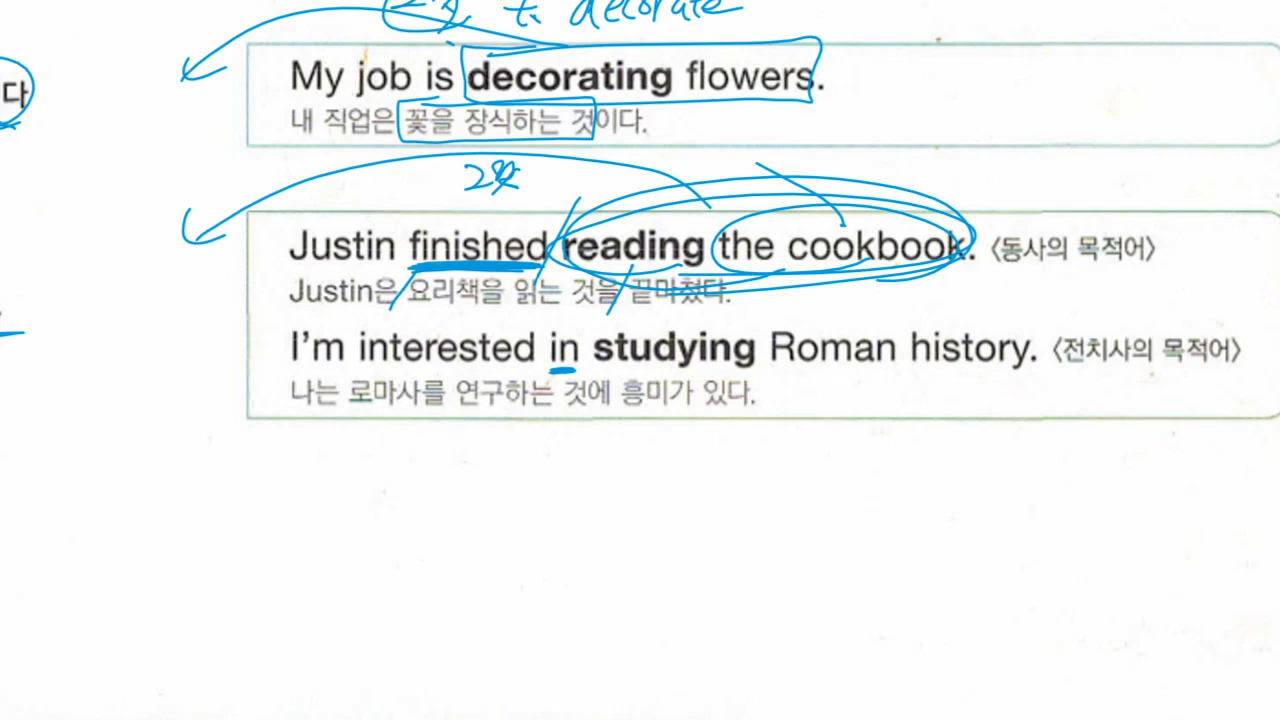 to decorate
다
My job is decorating flowers.
내 직업은 꽃을 장식하는 것이다.
Justin finished reading the cookbook. 〈동사의 목적어〉
Justin은 요리책을 읽는 것을 끝마쳤다.
I'm interested in studying Roman history. 〈전치사의 목적어〉
나는 로마사를 연구하는 것에 흥미가 있다.